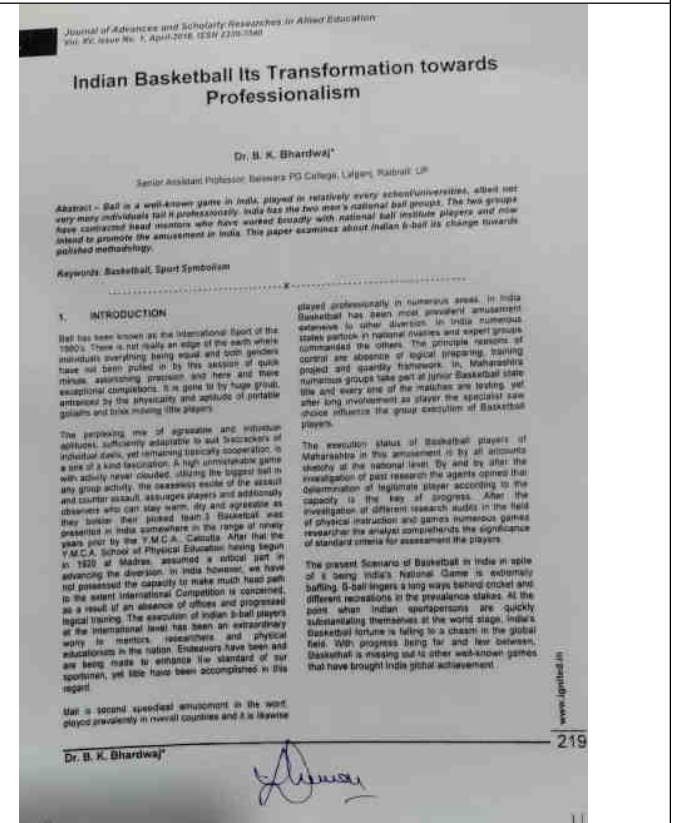 Journal of Advances and Scholarly Researches in Allied Education
Vol. XV, Issue No. 1, April-2018, ISSN 2230-7540
Indian Basketball Its Transformation towards
Professionalism
Dr. B. K. Bhardwaj*
Senior Assistant Professor, Baiswara PG College, Lalganj, Raibraili, UP
Abstract – Ball is a well-known game in India, played in relatively every school/universities, albeit not
very many individuals tail it professionally. India has the two men's national ball groups. The two groups
have contracted head mentors who have worked broadly with national ball institute players and now
intend to promote the amusement in India. This paper examines about Indian b-ball its change towards
polished methodology.
Keywords: Basketball, Sport Symbolism
X
1. INTRODUCTION
Ball has been known as the International Sport of the
1980's. There is not really an edge of the earth where
individuals everything being equal and both genders
have not been pulled in by this session of quick
minute, astonishing precision and here and there
exceptional completions. It is gone to by huge group,
entranced by the physicality and aptitude of portable
goliaths and brisk moving little players.
The perplexing mix of agreeable and individual
aptitudes, sufficiently adaptable to suit firecrackers of
individual duels, yet remaining basically cooperation, is
a one of a kind fascination. A high unmistakable game
with activity never clouded, utilizing the biggest ball in
any group activity, the ceaseless excite of the assault
and counter assault, assuages players and additionally
observers who can stay warm, dry and agreeable as
they bolster their picked team.3 Basketball was
presented in India somewhere in the range of ninety
years prior by the Y.M.C.A., Calcutta. After that the
Y.M.C.A. School of Physical Education having begun
in 1920 at Madras, assumed a critical part in
advancing the diversion. In India however, we have
not possessed the capacity to make much head path
to the extent International Competition is concerned,
as a result of an absence of offices and progressed
logical training. The execution of Indian b-ball players
at the International level has been an extraordinary
worry to mentors, researchers and physical
educationists in the nation. Endeavors have been and
are being made to enhance the standard of our
sportsmen, yet little have been accomplished in this
regard.
Ball is second speediest amusement in the word,
played prevalently in overall countries and it is likewise
played professionally in numerous areas. In India
Basketball has been most prevalent amusement
extensive to other diversion. In India numerous
states partook in national rivalries and expert groups
commanded the others. The principle reasons of
control are absence of logical preparing, training
project and quantity framework. In, Maharashtra
numerous groups take part of junior Basketball state
title and every one of the matches are testing, yet
after long involvement as player the specialist saw
choice influence the group execution of Basketball
players.
The execution status of Basketball players of
Maharashtra in this amusement is by all accounts
sketchy at the national level. By and by after the
investigation of past research the agents opined that
determination of legitimate player according to the
capacity is the key of progress. After the
investigation of different research audits in the field
of physical instruction and games numerous games
researcher the analyst comprehends the significance
of standard criteria for assessment the players.
The present Scenario of Basketball in India in spite
of it being India's National Game is extremely
baffling. B-ball lingers a long ways behind cricket and
different recreations in the prevalence stakes. At the
point when Indian sportspersons are quickly
substantiating themselves at the world stage, India's
Basketball fortune is falling to a chasm in the global
field. With progress being far and few between,
Basketball is missing out to other well-known games
that have brought India global achievement.
www.ignited.in
Dr. B. K. Bhardwaj*
219